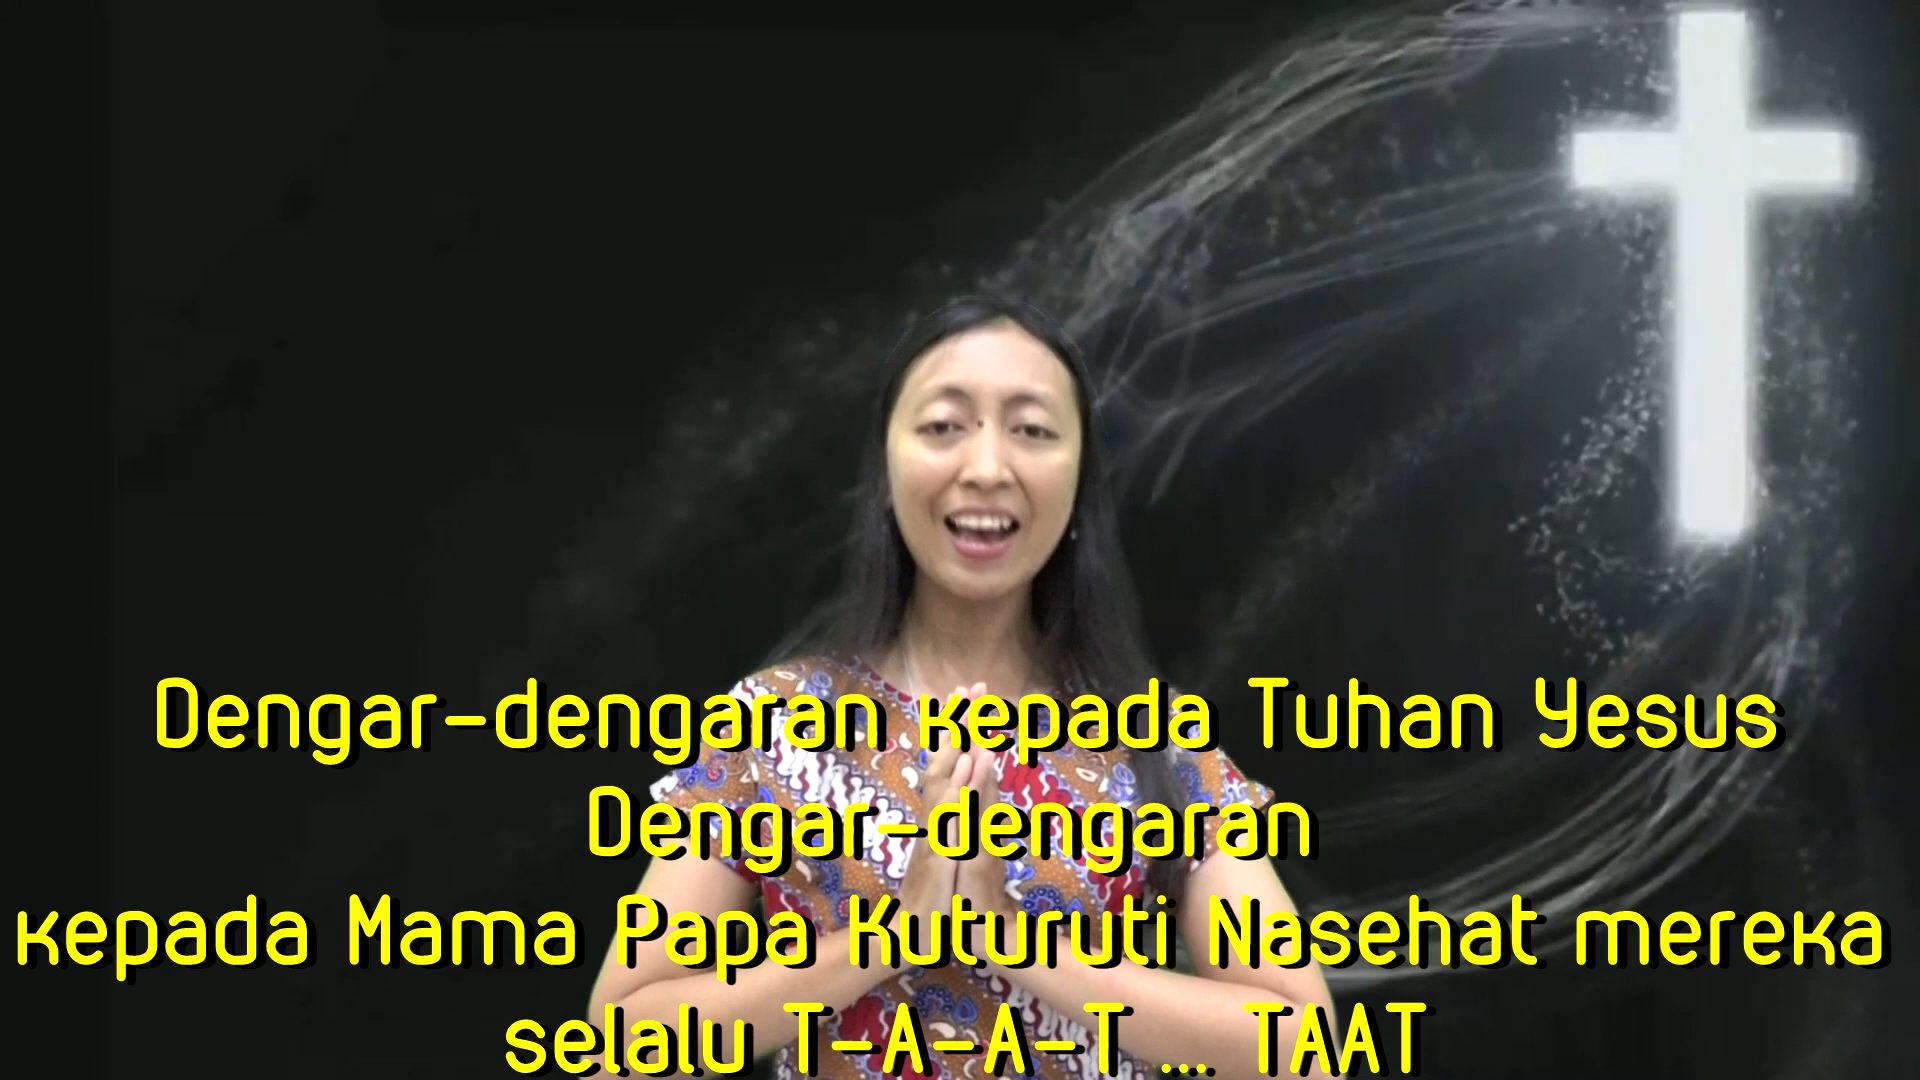 Dengar-dengaran kepada Tuhan Yesus
Dengar-dengaran
kepada Mama Papa Kuturuti Nasehat mereka
selalu T-A-A-T ... TAAT